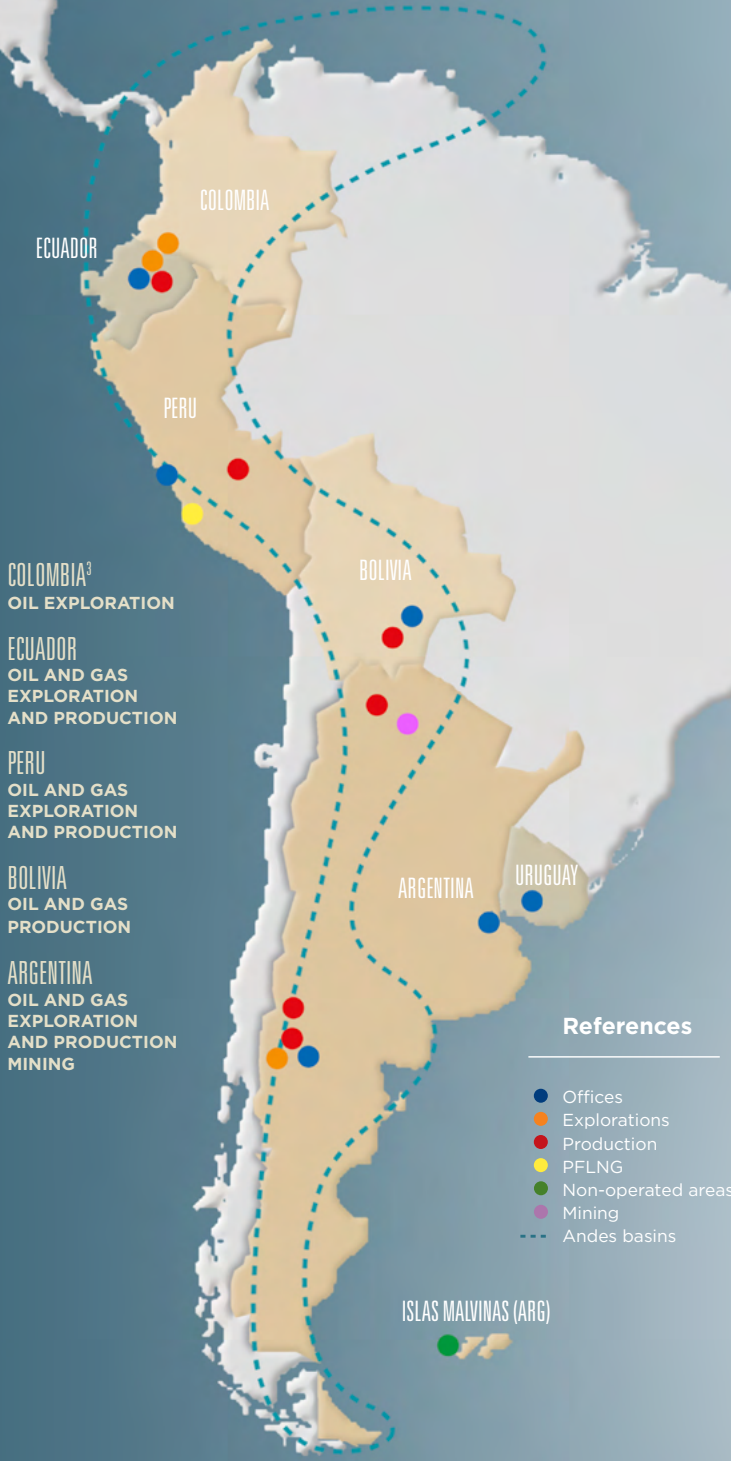 COLOMBIA
ECUADOR
PERU
BOLIVIA
ARGENTINA
URUGUAY
ISLAS MALVINAS (ARG)
COLOMBIA³
OIL EXPLORATION
ECUADOR
OIL AND GAS
EXPLORATION
AND PRODUCTION
PERU
OIL AND GAS
EXPLORATION
AND PRODUCTION
BOLIVIA
OIL AND GAS
PRODUCTION
ARGENTINA
OIL AND GAS
EXPLORATION
AND PRODUCTION
MINING
References
Offices
Explorations
Production
PFLNG
Non-operated areas
Mining
Andes basins